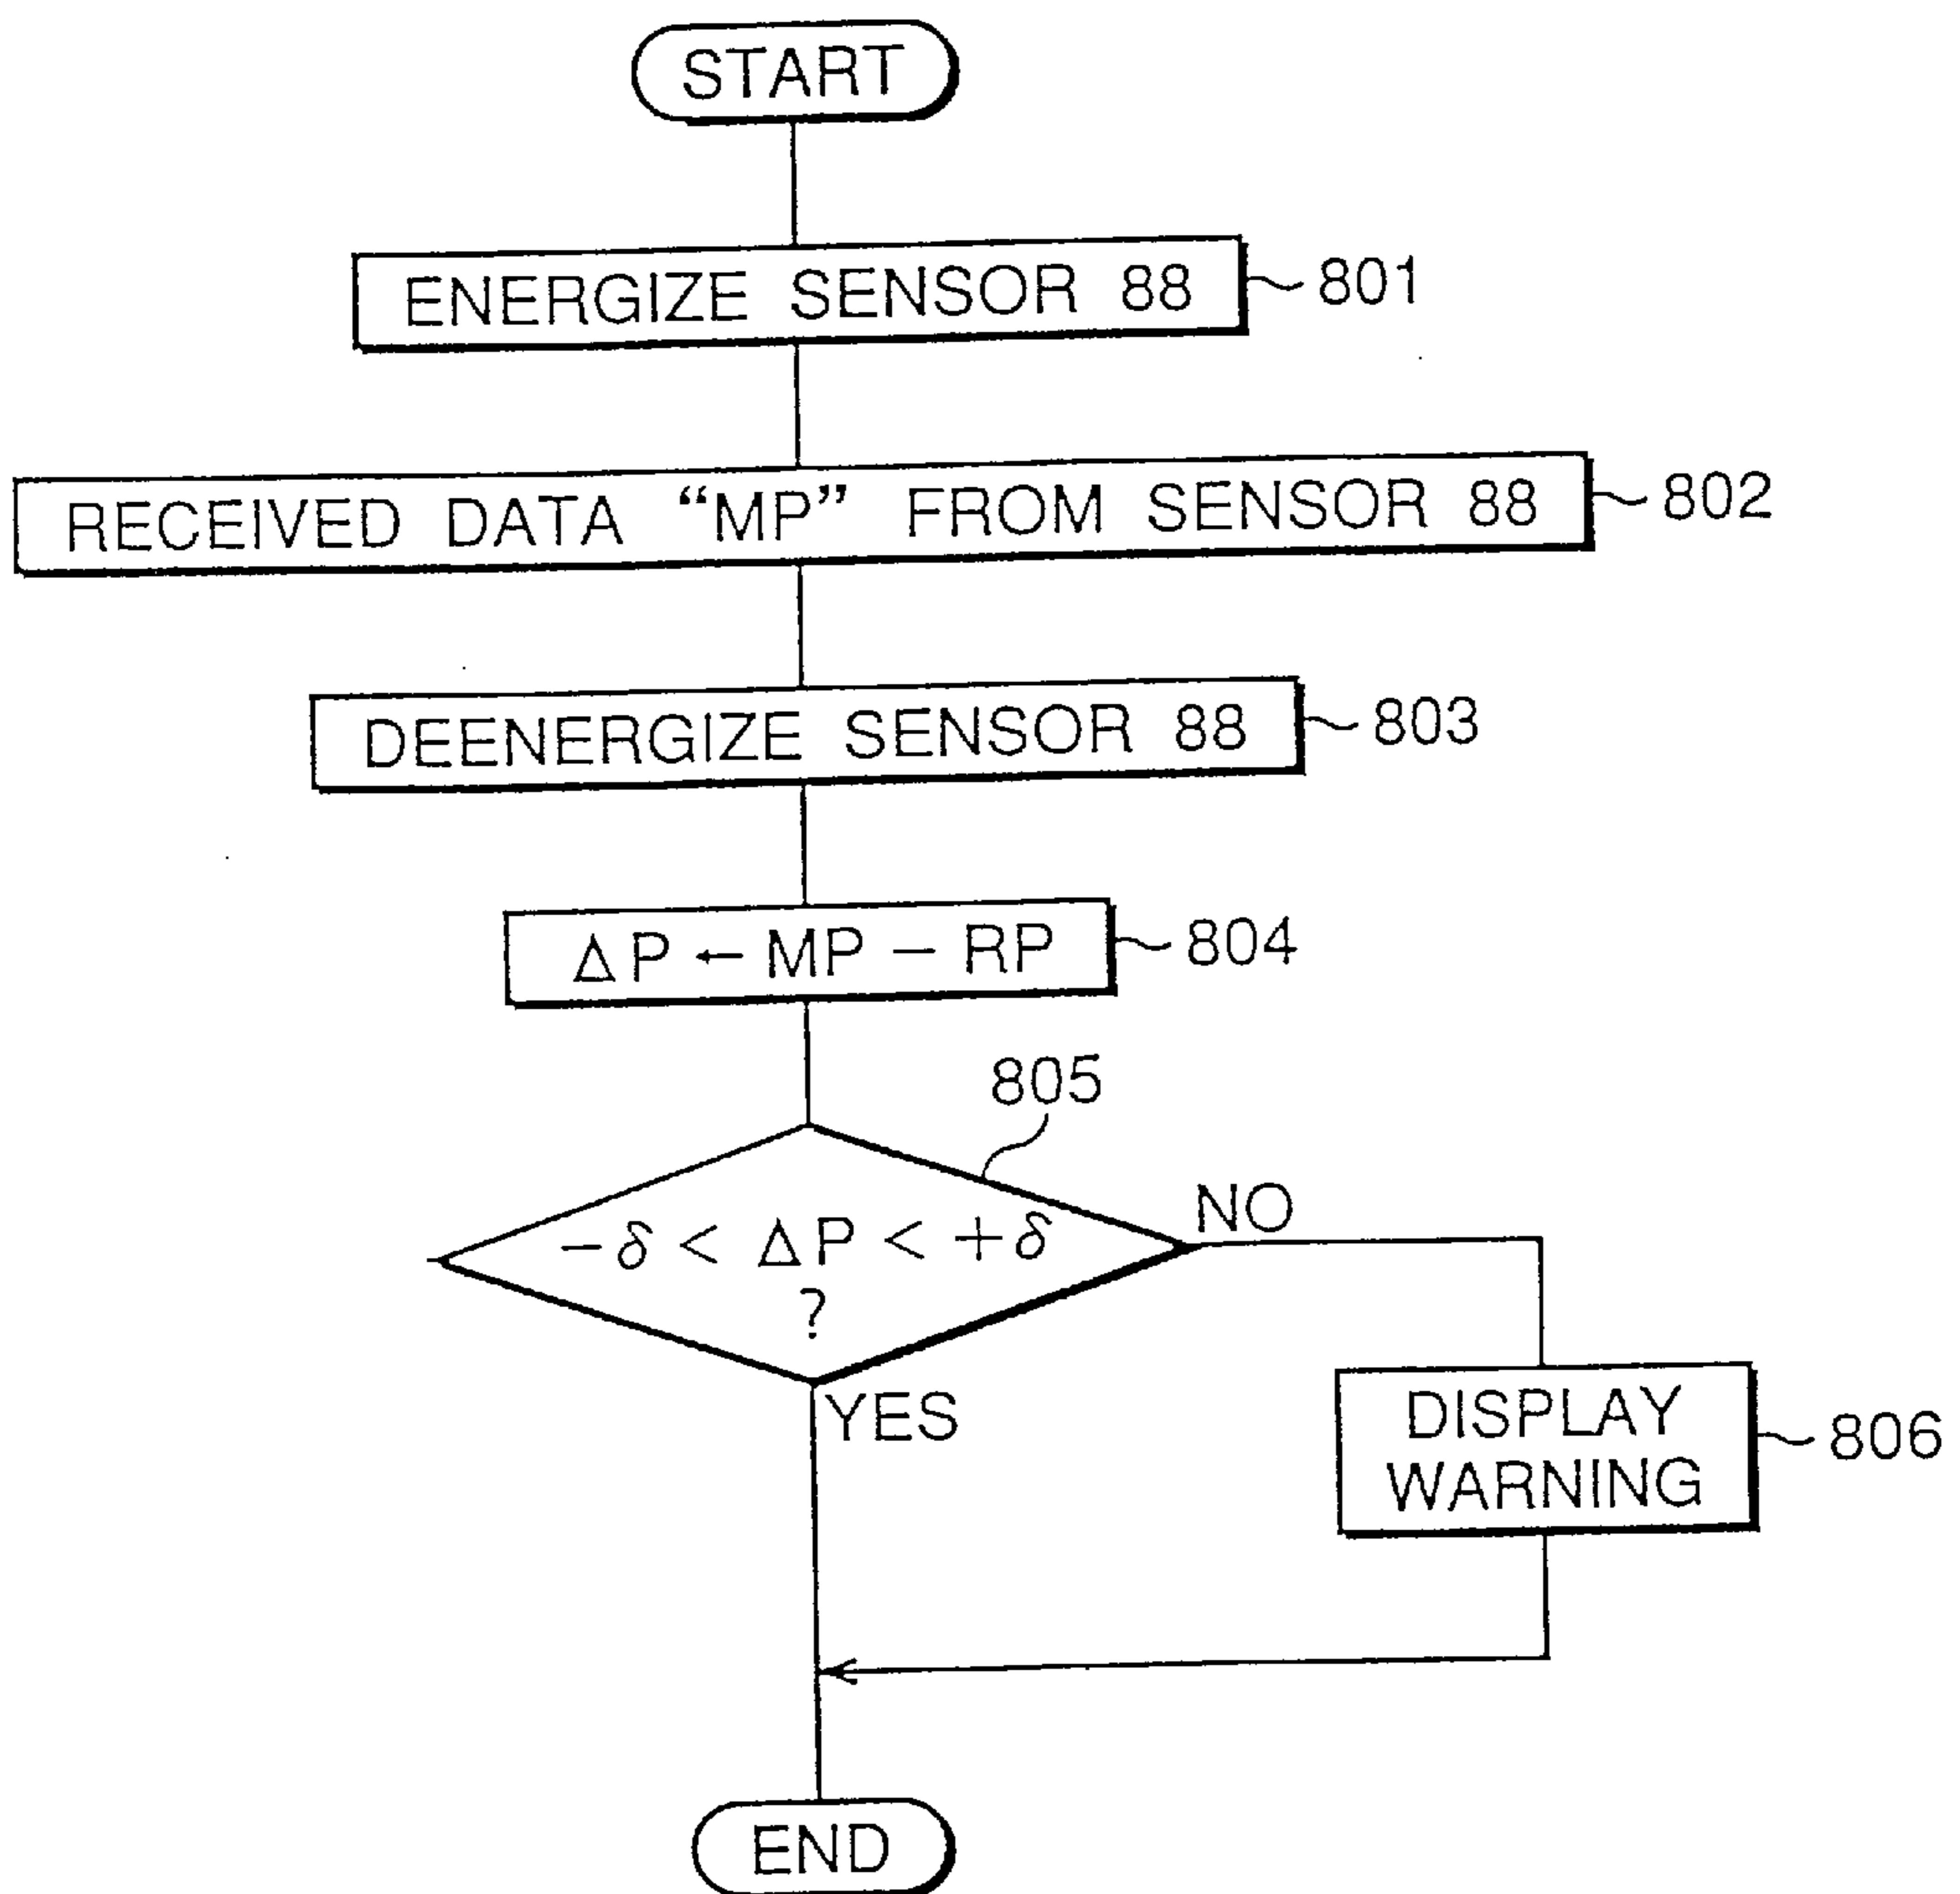 START
ENERGIZE SENSOR 88
801
RECEIVED DATA “MP” FROM SENSOR 88
802
DEENERGIZE SENSOR 88
803
ΔP ← MP − RP
804
805
−δ < ΔP < +δ
?
NO
YES
DISPLAY
WARNING
806
END